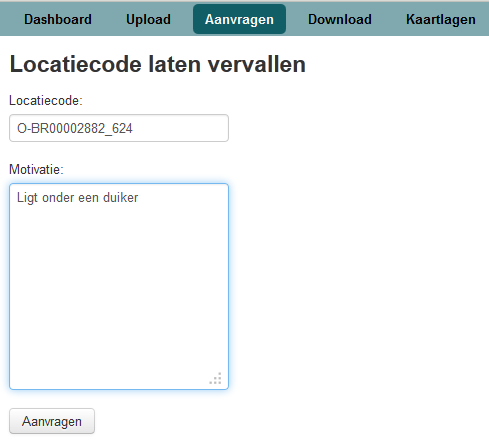 Dashboard Upload Aanvragen Download Kaartlagen
Locatiecode laten vervallen
Locatiecode:
O-BR00002882_624
Motivatie:
Ligt onder een duiker
Aanvragen